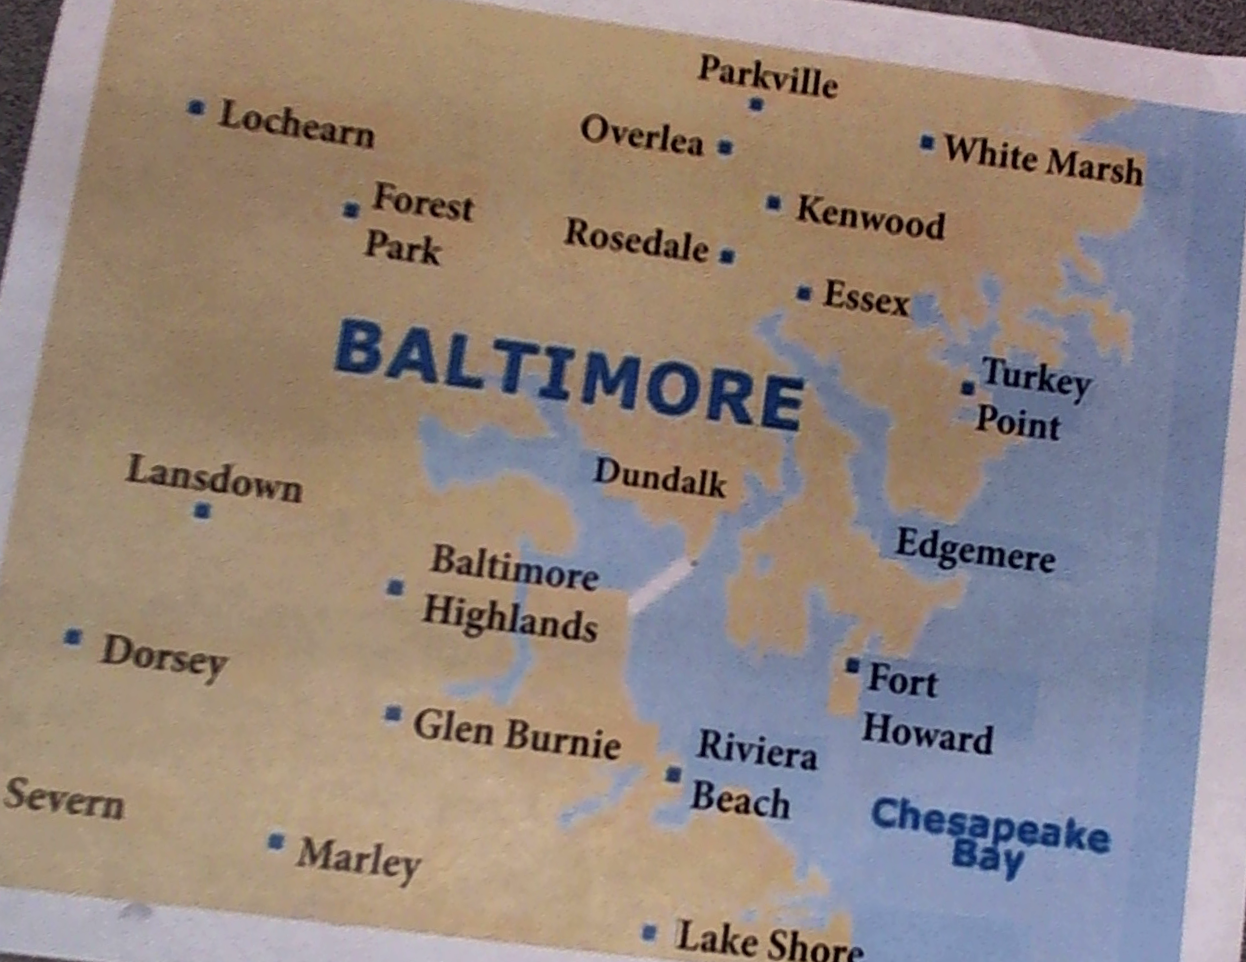 Parkville
Lochearn
Overlea
White Marsh
Forest
Park
Kenwood
Rosedale
Essex
BALTIMORE
Turkey
Point
Lansdown
Dundalk
Edgemere
Baltimore
Highlands
Dorsey
Fort
Howard
Glen Burnie
Riviera
Beach
Severn
Chesapeake
Bay
Marley
Lake Shore